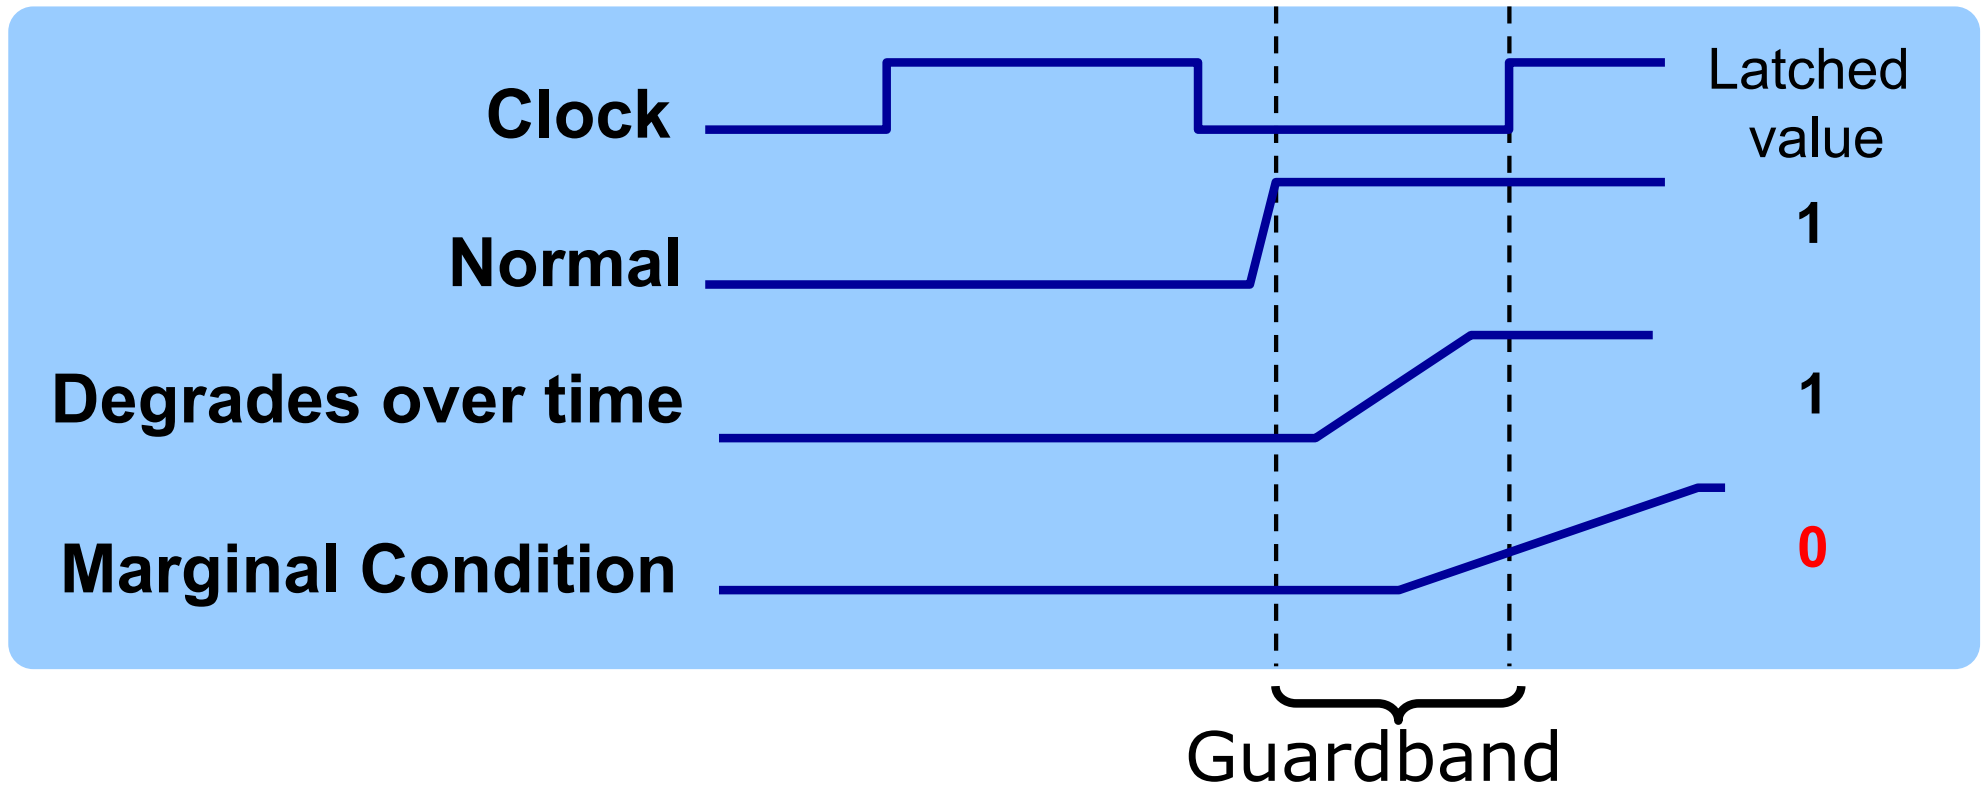 Clock
Latched
value
Normal
1
Degrades over time
1
Marginal Condition
0
Guardband